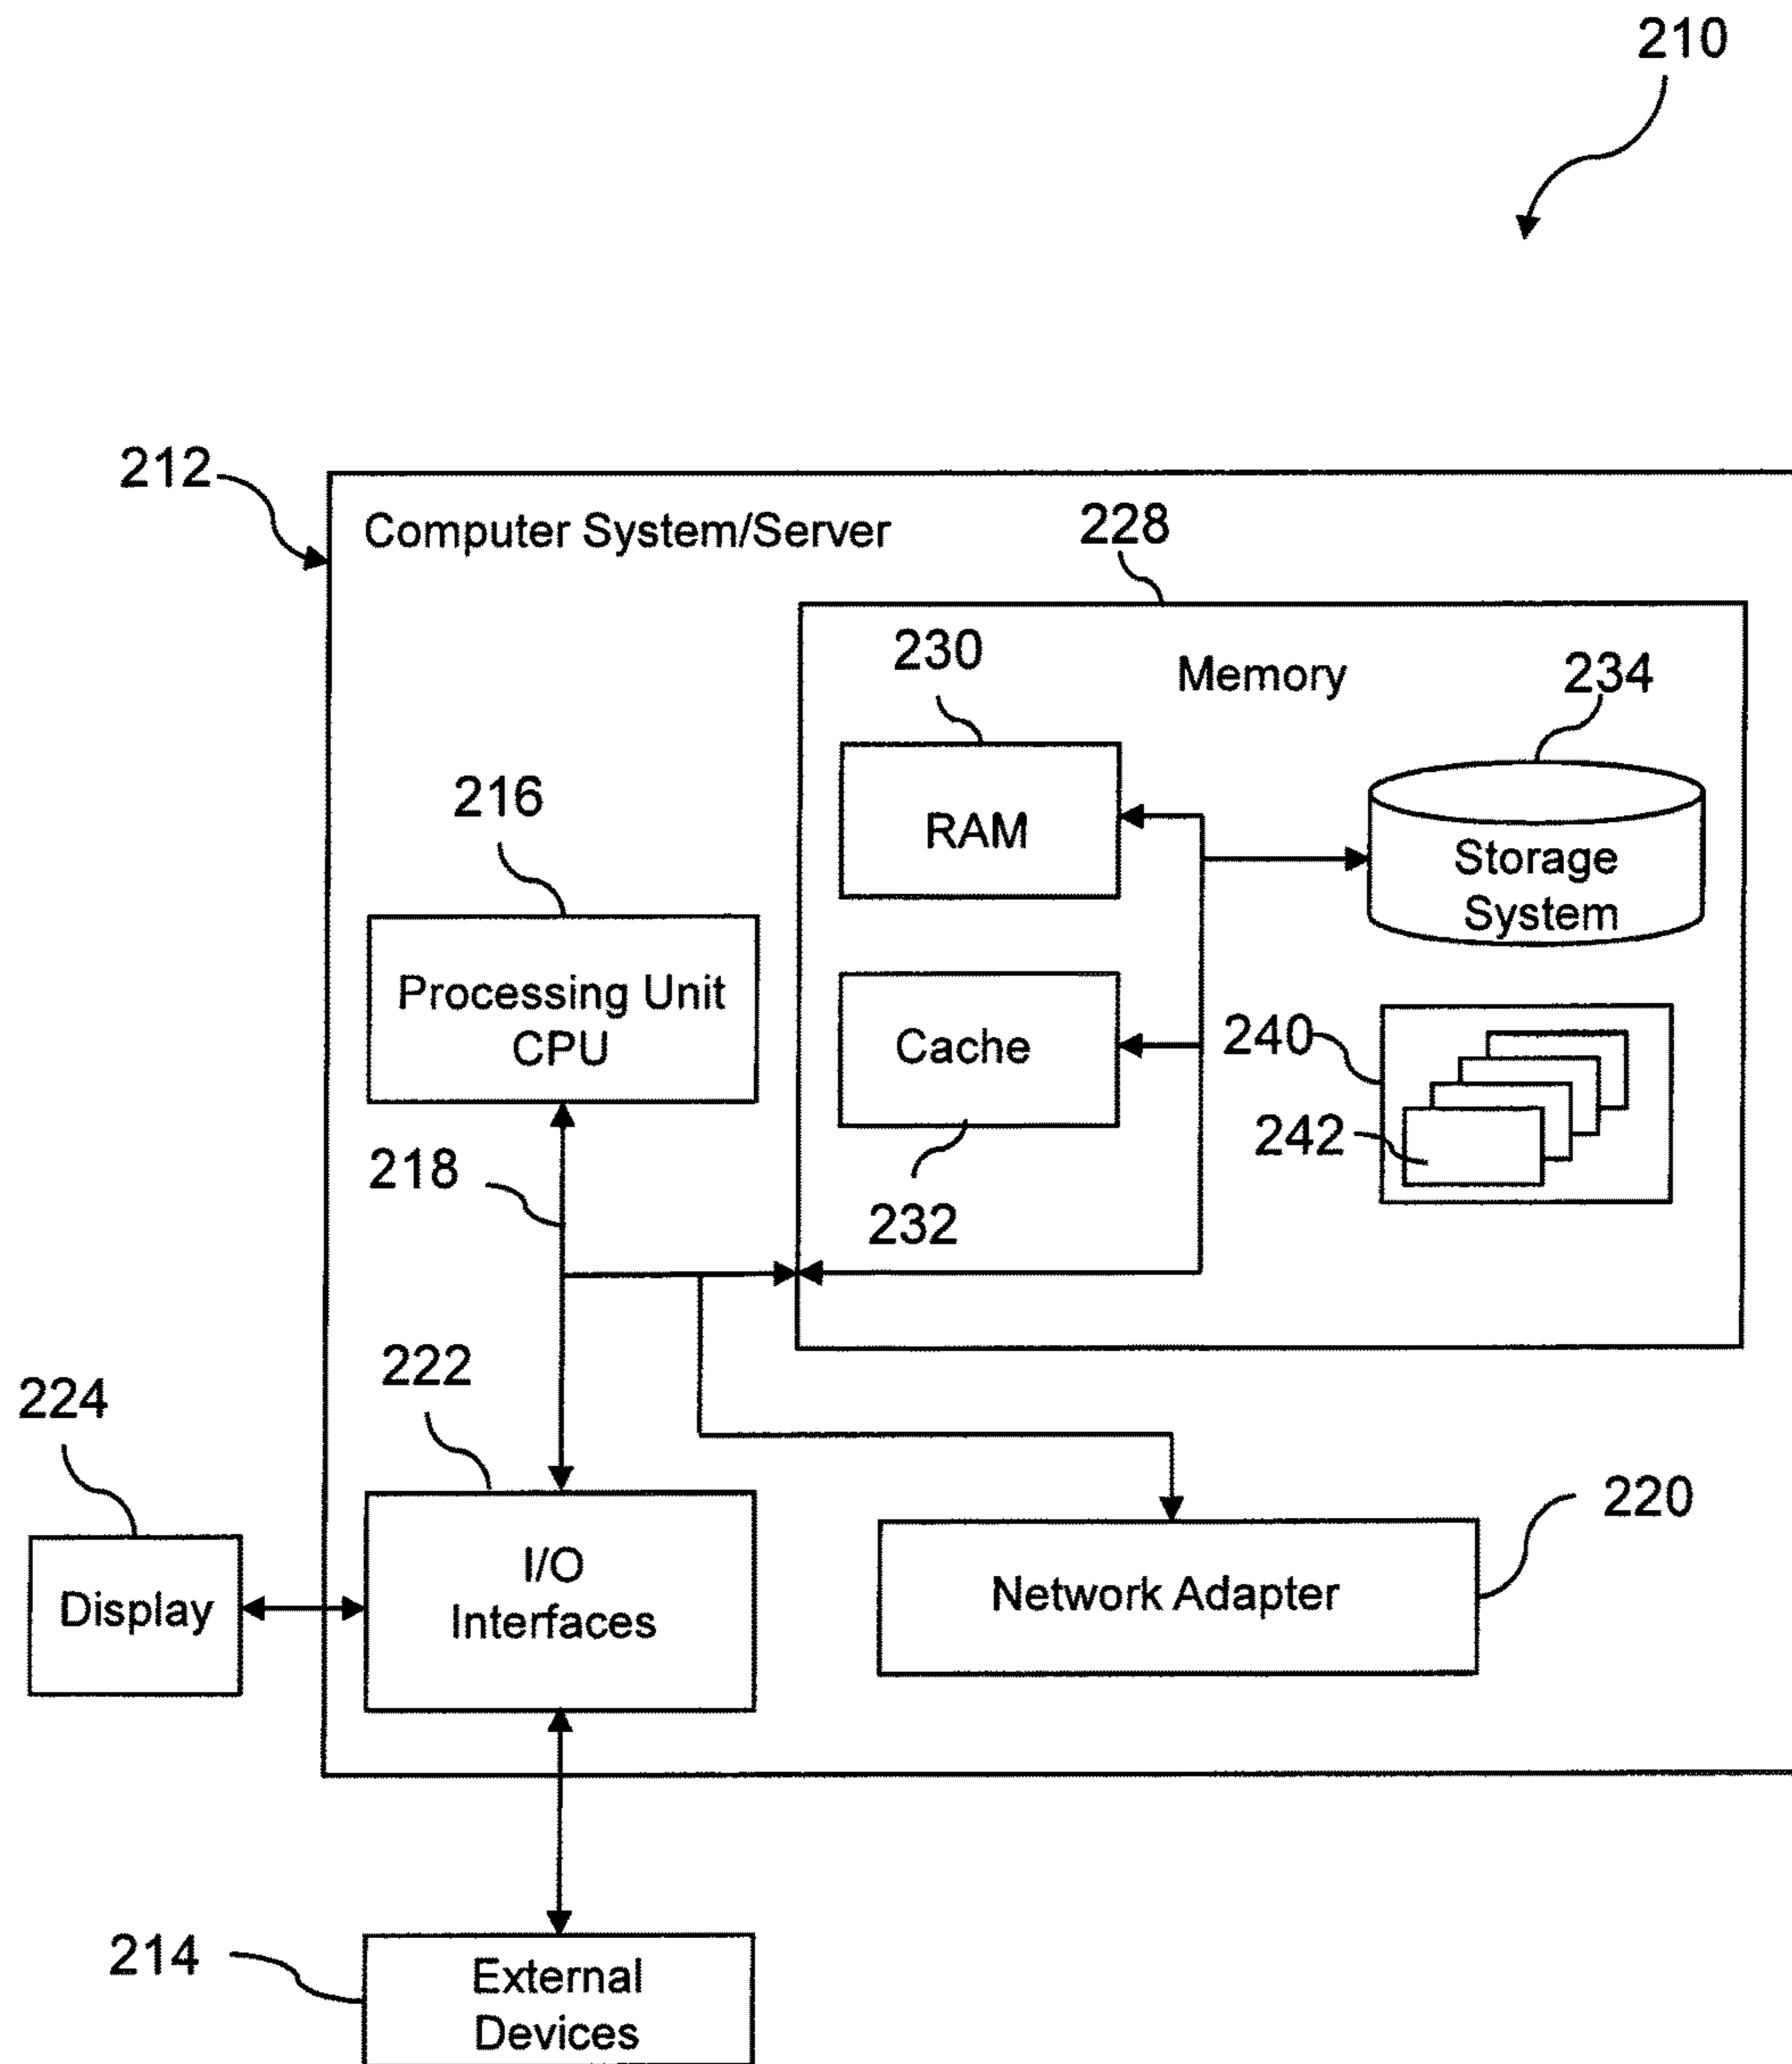 210
212
Computer System/Server
228
230
Memory
234
216
RAM
Storage
System
Processing Unit
CPU
Cache
240
242
218
232
222
224
220
I/O
Interfaces
Display
Network Adapter
214
External
Devices